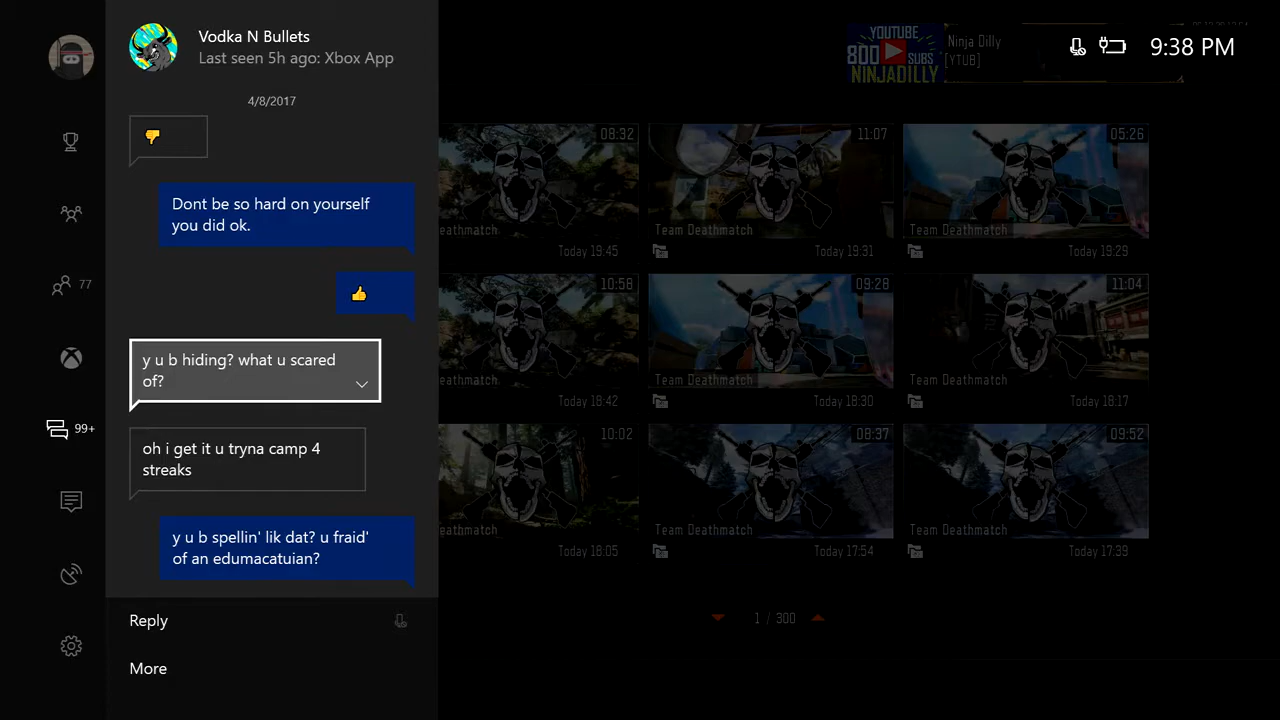 Vodka N Bullets
Last seen 5h ago: Xbox App
4/8/2017
Dont be so hard on yourself
you did ok.
y u b hiding? what u scared
of?
oh i get it u tryna camp 4
streaks
y u b spellin' lik dat? u fraid'
of an edumacatuian?
Reply
More
77
99+
YOUTUBE
800 SUBS
NINJADILLY
Ninja Dilly
[YTUB]
9:38 PM
08:32
11:07
05:26
eathmatch
Team Deathmatch
Team Deathmatch
Today 19:45
Today 19:31
Today 19:29
10:58
09:28
11:04
eathmatch
Team Deathmatch
Team Deathmatch
Today 18:42
Today 18:30
Today 18:17
10:02
08:37
09:52
eathmatch
Team Deathmatch
Team Deathmatch
Today 18:05
Today 17:54
Today 17:39
1 / 300